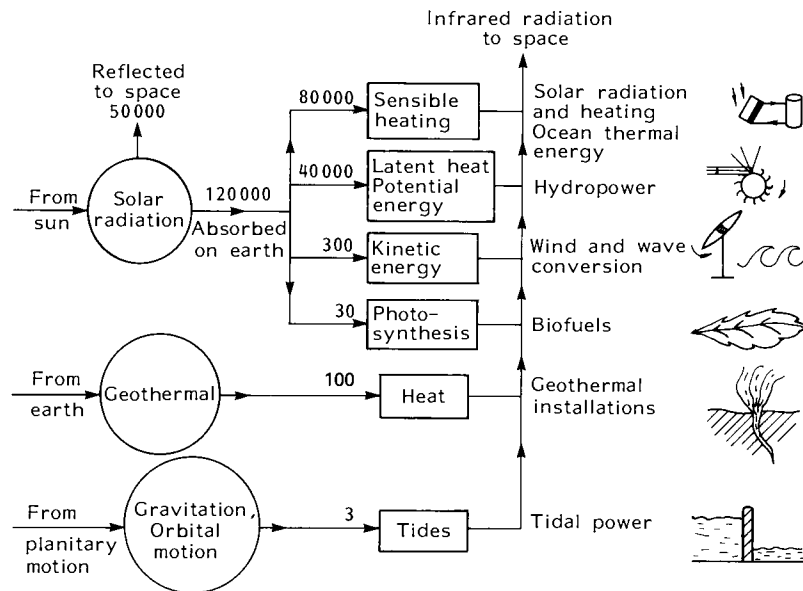 Infrared radiation
to space
Reflected
to space
50000
80000
Sensible
heating
Solar radiation
and heating
Ocean thermal
energy
From
sun
Solar
radiation
120000
Absorbed
on earth
40000
Latent heat
Potential
energy
Hydropower
300
Kinetic
energy
Wind and wave
conversion
30
Photo-
synthesis
Biofuels
From
earth
Geothermal
100
Heat
Geothermal
installations
From
planitary
motion
Gravitation,
Orbital
motion
3
Tides
Tidal power